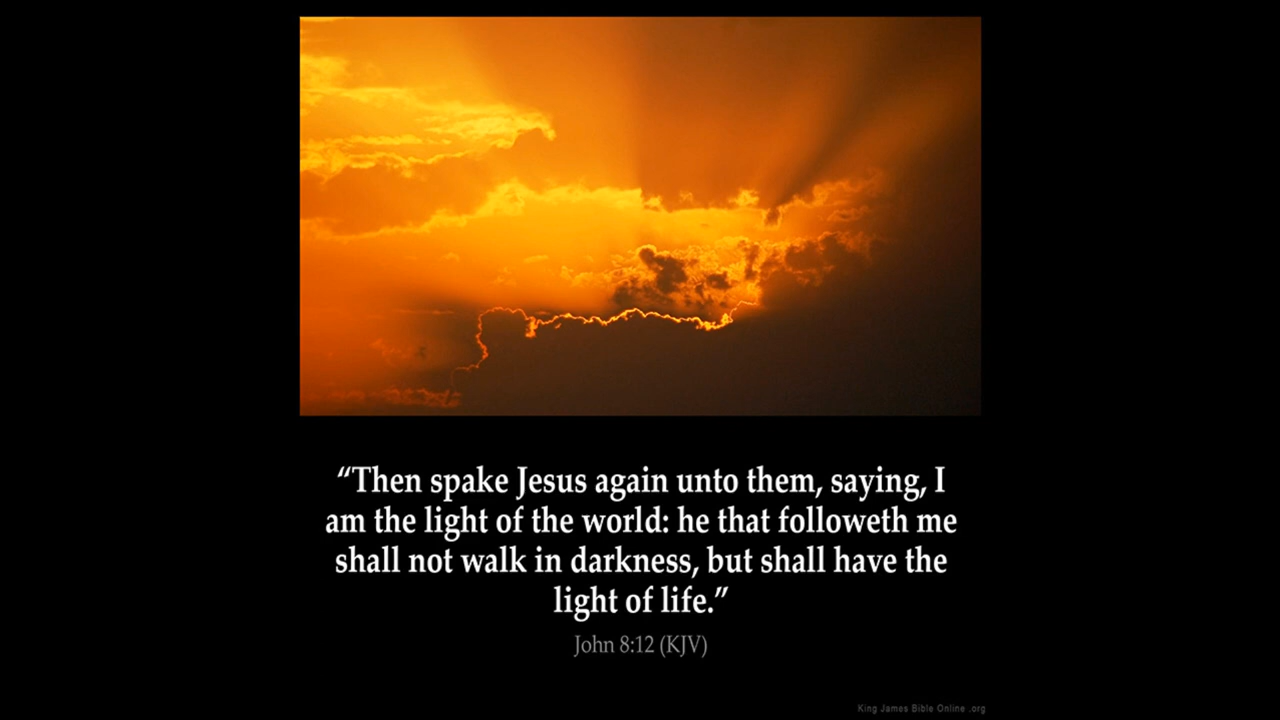 “Then spake Jesus again unto them, saying, I
am the light of the world: he that followeth me
shall not walk in darkness, but shall have the
light of life.”
John 8:12 (KJV)
King James Bible Online .org